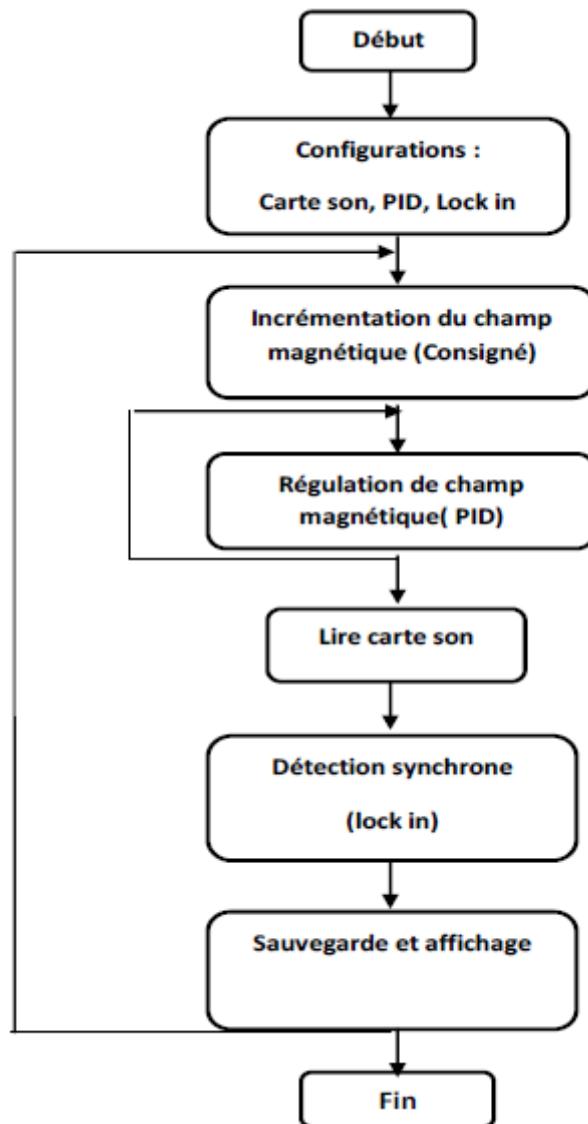 Début
Configurations :
Carte son, PID, Lock in
Incrémentation du champ
magnétique (Consigné)
Régulation de champ
magnétique( PID)
Lire carte son
Détection synchrone
(lock in)
Sauvegarde et affichage
Fin